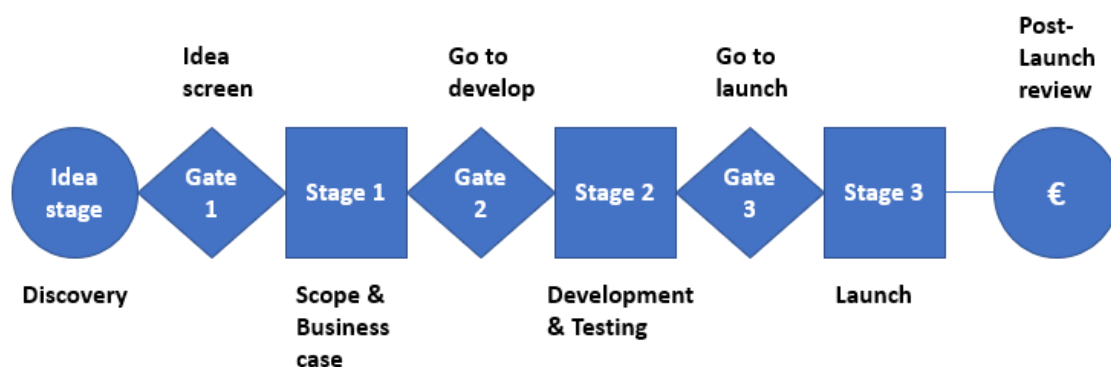 Idea
screen
Go to
develop
Go to
launch
Post-
Launch
review
Idea
stage
Gate
1
Stage 1
Gate
2
Stage 2
Gate
3
Stage 3
€
Discovery
Scope &
Business
case
Development
& Testing
Launch